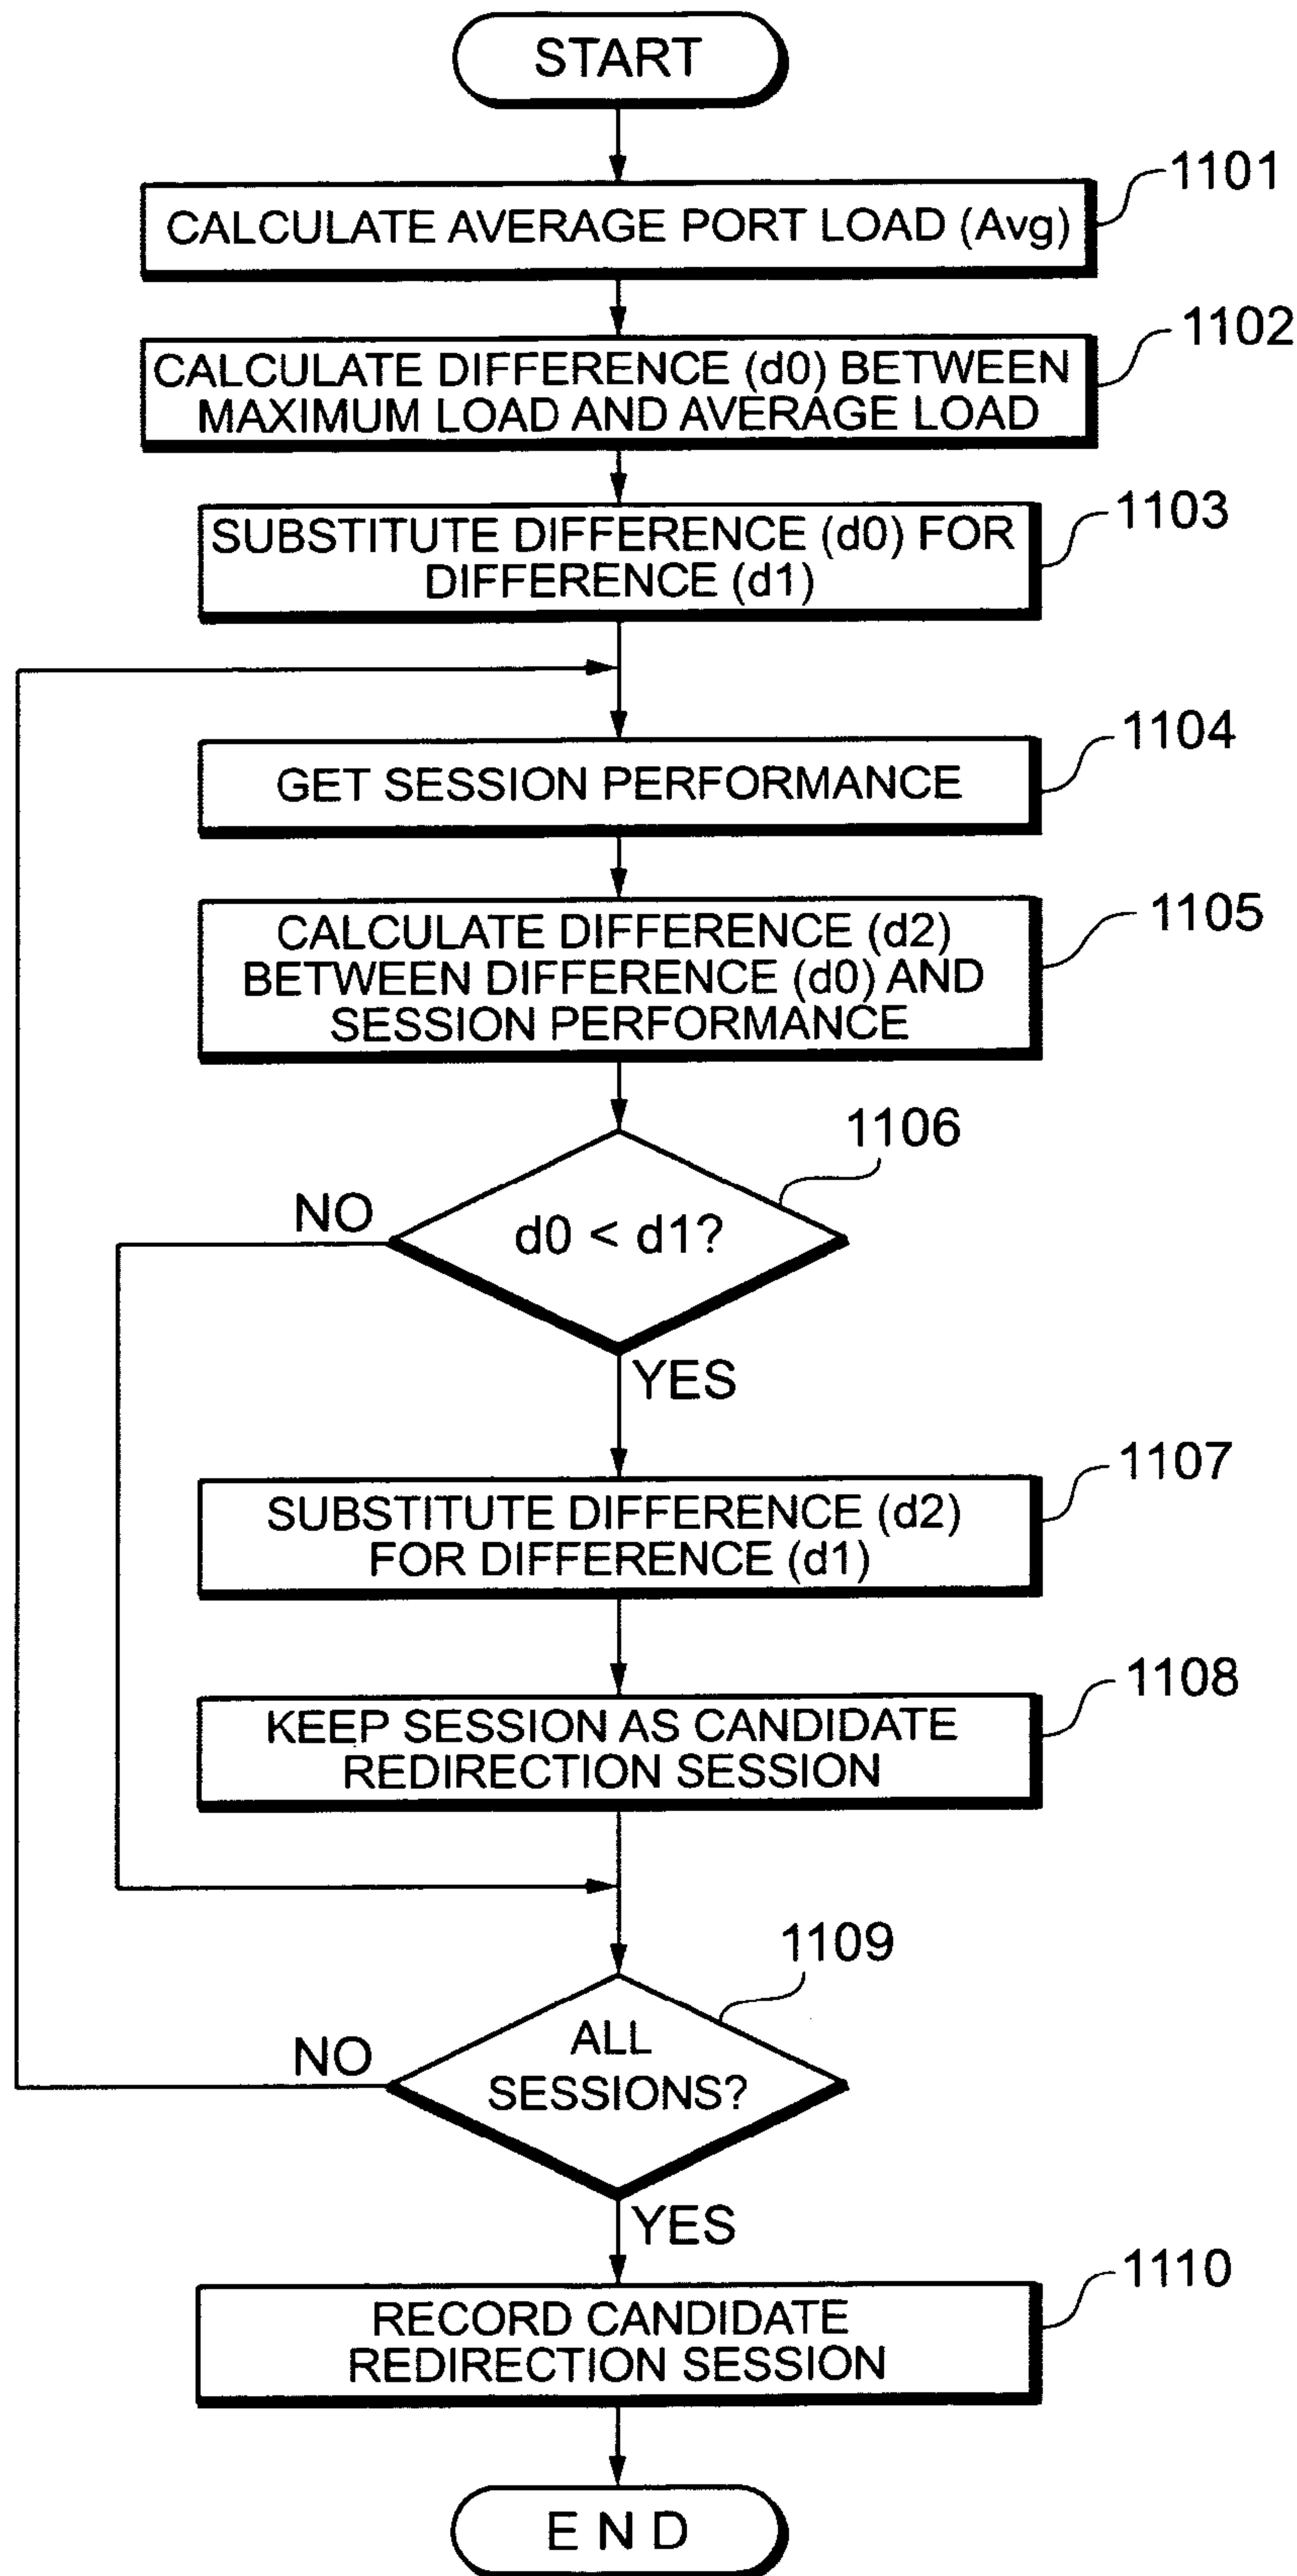 START
1101
CALCULATE AVERAGE PORT LOAD (Avg)
1102
CALCULATE DIFFERENCE (d0) BETWEEN
MAXIMUM LOAD AND AVERAGE LOAD
1103
SUBSTITUTE DIFFERENCE (d0) FOR
DIFFERENCE (d1)
1104
GET SESSION PERFORMANCE
1105
CALCULATE DIFFERENCE (d2)
BETWEEN DIFFERENCE (d0) AND
SESSION PERFORMANCE
1106
NO
d0 < d1?
YES
1107
SUBSTITUTE DIFFERENCE (d2)
FOR DIFFERENCE (d1)
1108
KEEP SESSION AS CANDIDATE
REDIRECTION SESSION
1109
NO
ALL
SESSIONS?
YES
1110
RECORD CANDIDATE
REDIRECTION SESSION
E N D